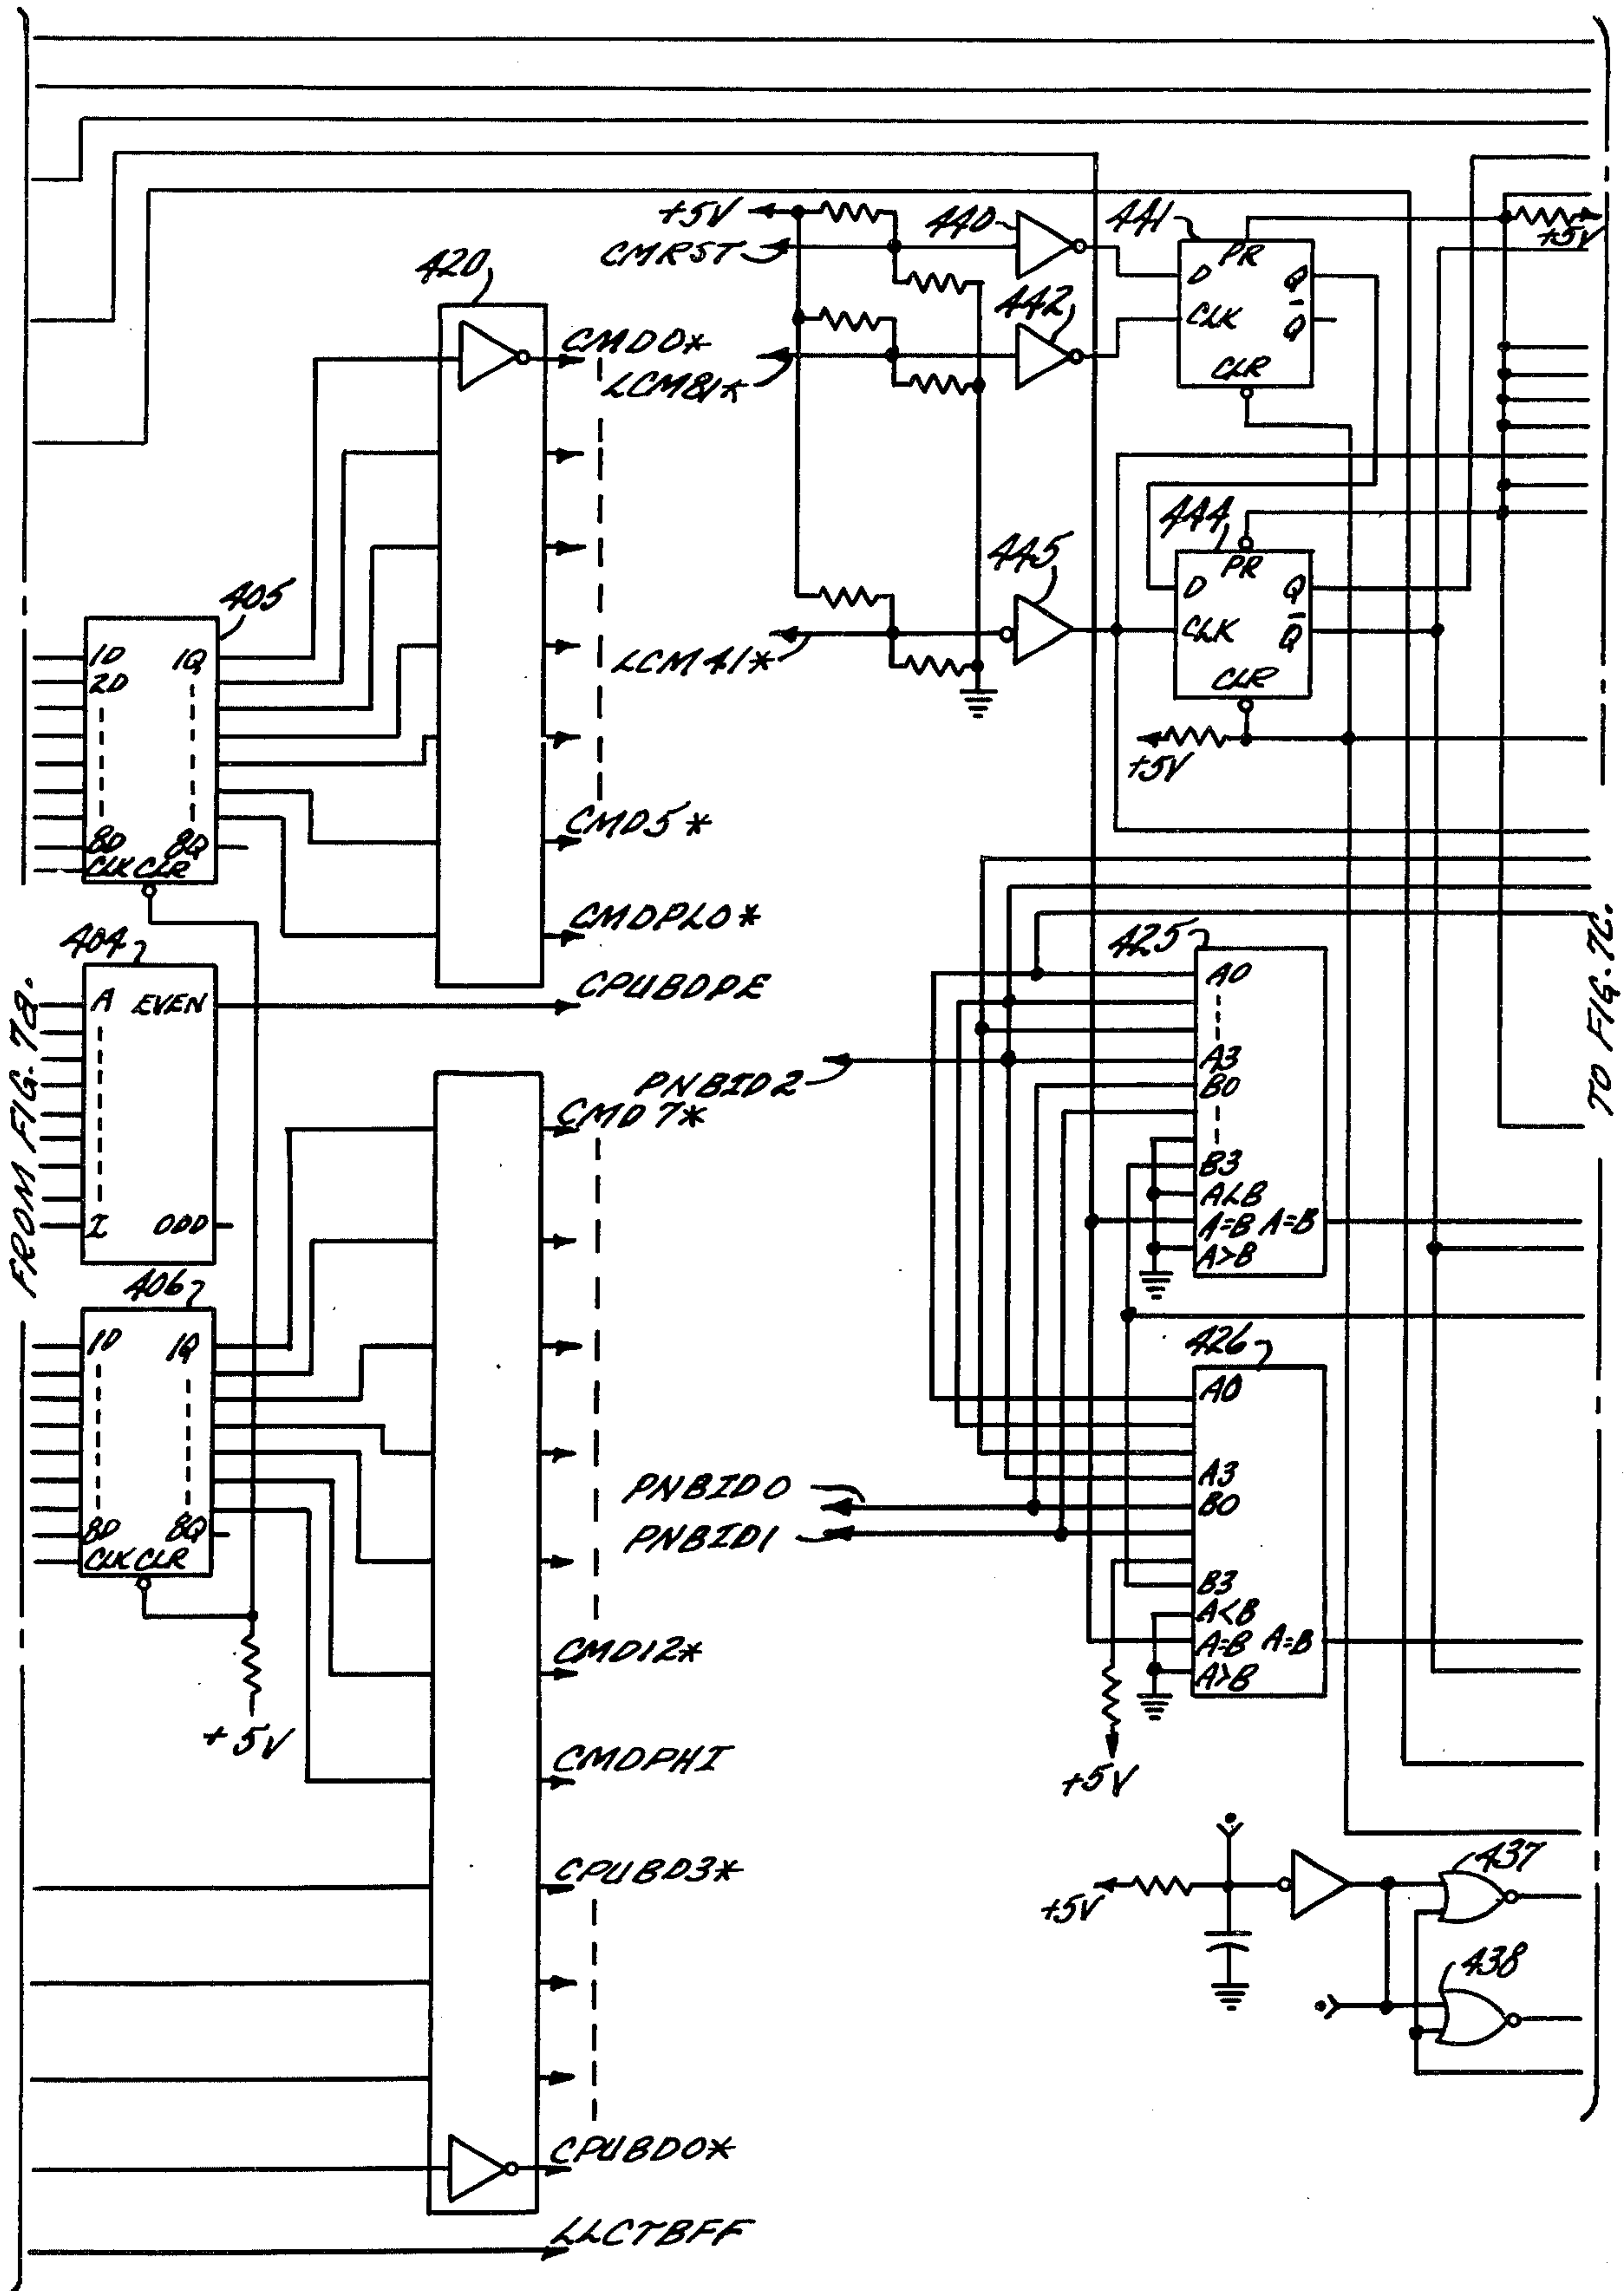 +5V
CMRST
440
441
PR
D
Q
CLK
Q
CLR
+5V
420
CMDD0*
442
LCM81*
444
PR
D
Q
CLK
Q
CLR
445
LCM41*
+5V
405
1D
1Q
2D
8D
8Q
CLK CLR
CMD5*
CMDPLO*
404
A
EVEN
I
ODD
CPUBDPE
FROM FIG. 7B.
TO FIG. 7C.
425
A0
A3
B0
B3
A<B
A=B A=B
A>B
PNBID2
CMD7*
406
1D
1Q
8D
8Q
CLK CLR
+5V
426
A0
A3
B0
B3
A<B
A=B A=B
A>B
+5V
PNBID0
PNBID1
CMD12*
CMDPHI
CPUBD3*
+5V
437
438
CPUBD0*
LLCTBFF